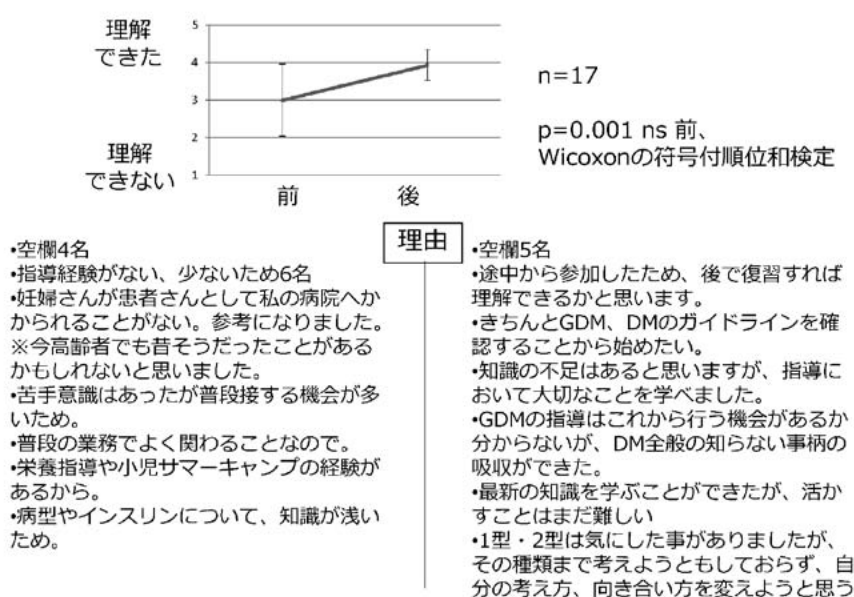 理解
できた
5
4
3
2
1
理解
できない
前
後
n=17
p=0.001 ns 前、
Wicoxonの符号付順位和検定
理由
•空欄4名
•指導経験がない、少ないため6名
•妊婦さんが患者さんとして私の病院へか
かられることがない。参考になりました。
※今高齢者でも昔そうだったことがある
かもしれないと思いました。
•苦手意識はあったが普段接する機会が多
いため。
•普段の業務でよく関わることなので。
•栄養指導や小児サマーキャンプの経験が
あるから。
•病型やインスリンについて、知識が浅い
ため。
•空欄5名
•途中から参加したため、後で復習すれば
理解できるかと思います。
•きちんとGDM、DMのガイドラインを確
認することから始めたい。
•知識の不足はあると思いますが、指導に
おいて大切なことを学べました。
•GDMの指導はこれから行う機会があるか
分からないが、DM全般の知らない事柄の
吸収ができた。
•最新の知識を学ぶことができたが、活か
すことはまだ難しい
•1型・2型は気にした事がありましたが、
その種類まで考えようともしておらず、自
分の考え方、向き合い方を変えようと思う